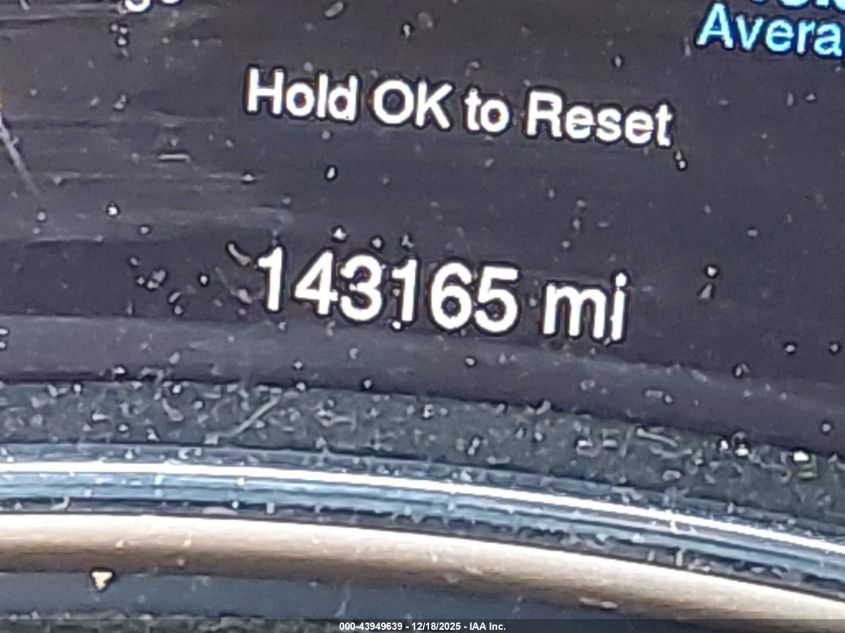 Avera
Hold OK to Reset
143165 mi
000-43949639 - 12/18/2025 - IAA Inc.